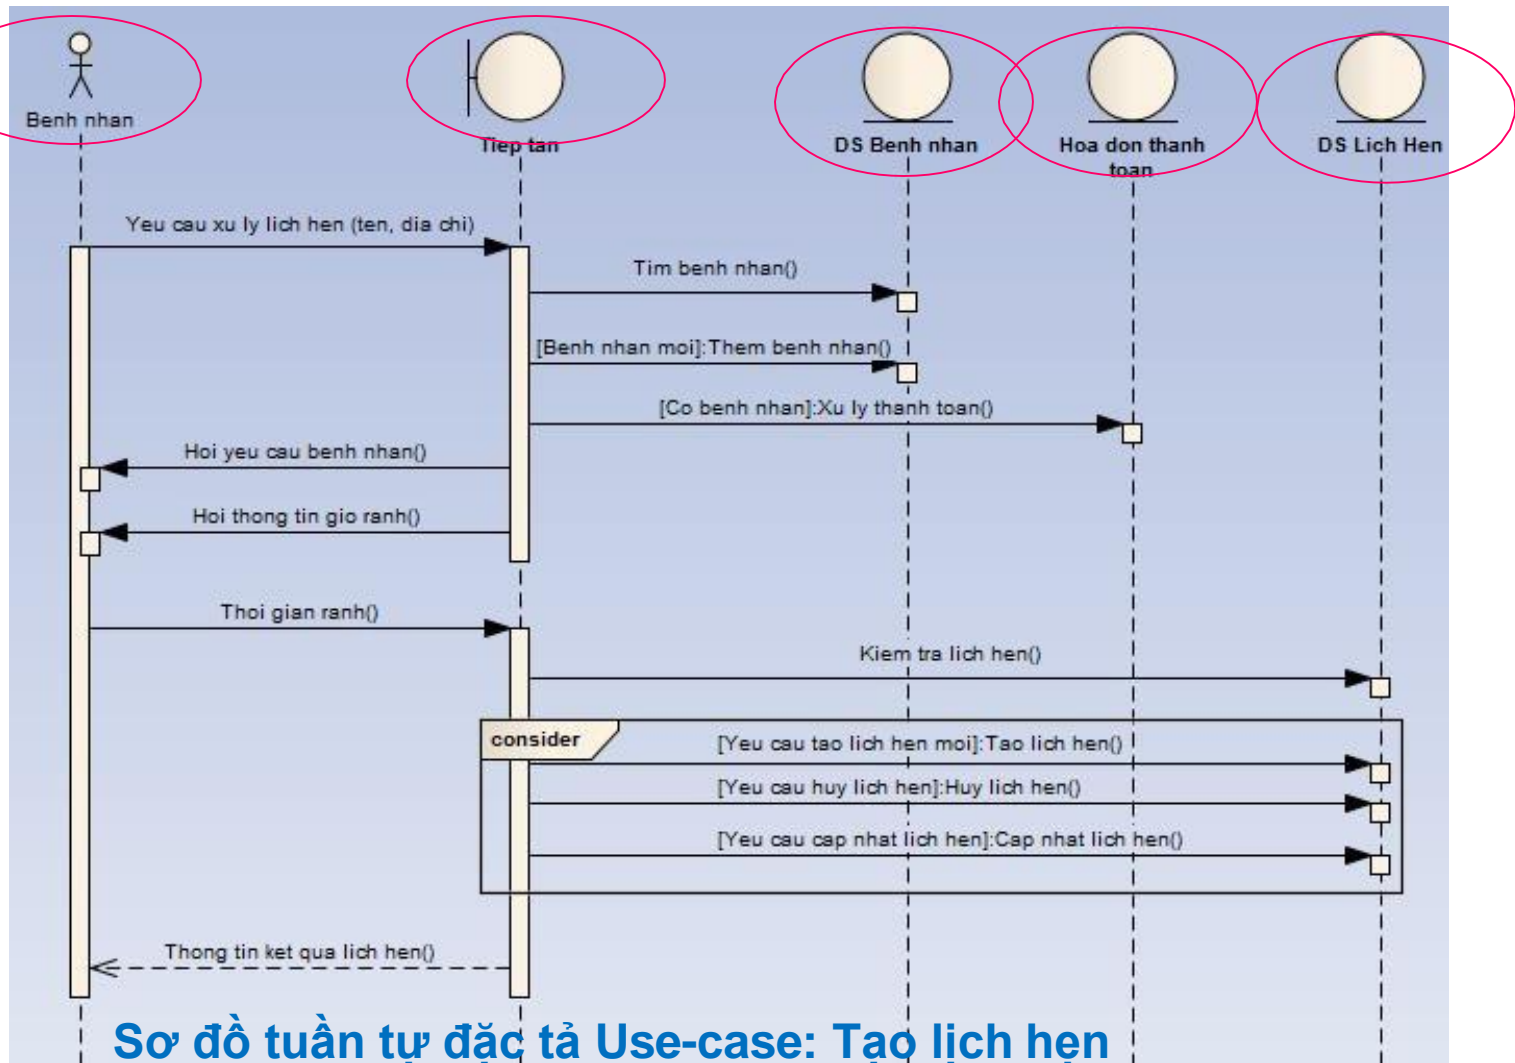 Benh nhan
Tiep tan
DS Benh nhan
Hoa don thanh
toan
DS Lich Hen
Yeu cau xu ly lich hen (ten, dia chi)
Tim benh nhan()
[Benh nhan moi]:Them benh nhan()
[Co benh nhan]:Xu ly thanh toan()
Hoi yeu cau benh nhan()
Hoi thong tin gio ranh()
Thoi gian ranh()
Kiem tra lich hen()
consider
[Yeu cau tao lich hen moi]:Tao lich hen()
[Yeu cau huy lich hen]:Huy lich hen()
[Yeu cau cap nhat lich hen]:Cap nhat lich hen()
Thong tin ket qua lich hen()
Sơ đồ tuần tự đặc tả Use-case: Tạo lịch hẹn